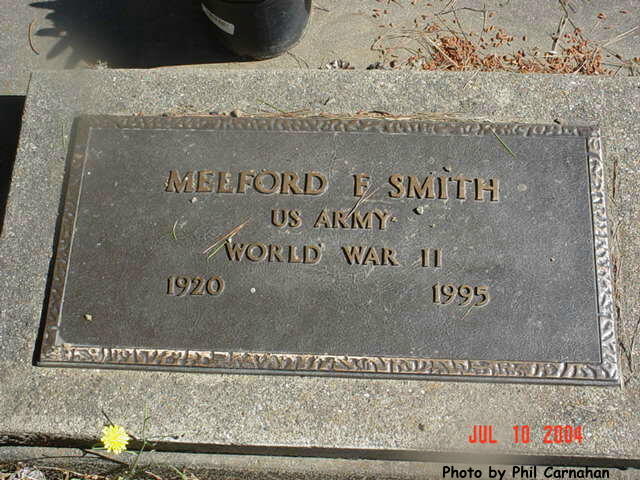 MELFORD E SMITH
US ARMY
WORLD WAR II
1920 1995
JUL 10 2004
Photo by Phil Carnahan